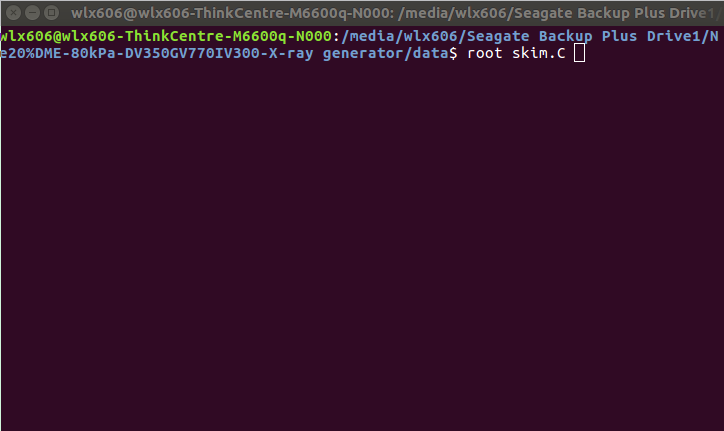 wlx606@wlx606-ThinkCentre-M6600q-N000: /media/wlx606/Seagate Backup Plus Drive1/
wlx606@wlx606-ThinkCentre-M6600q-N000:/media/wlx606/Seagate Backup Plus Drive1/N
e20%DME-80kPa-DV350GV770IV300-X-ray generator/data$ root skim.C